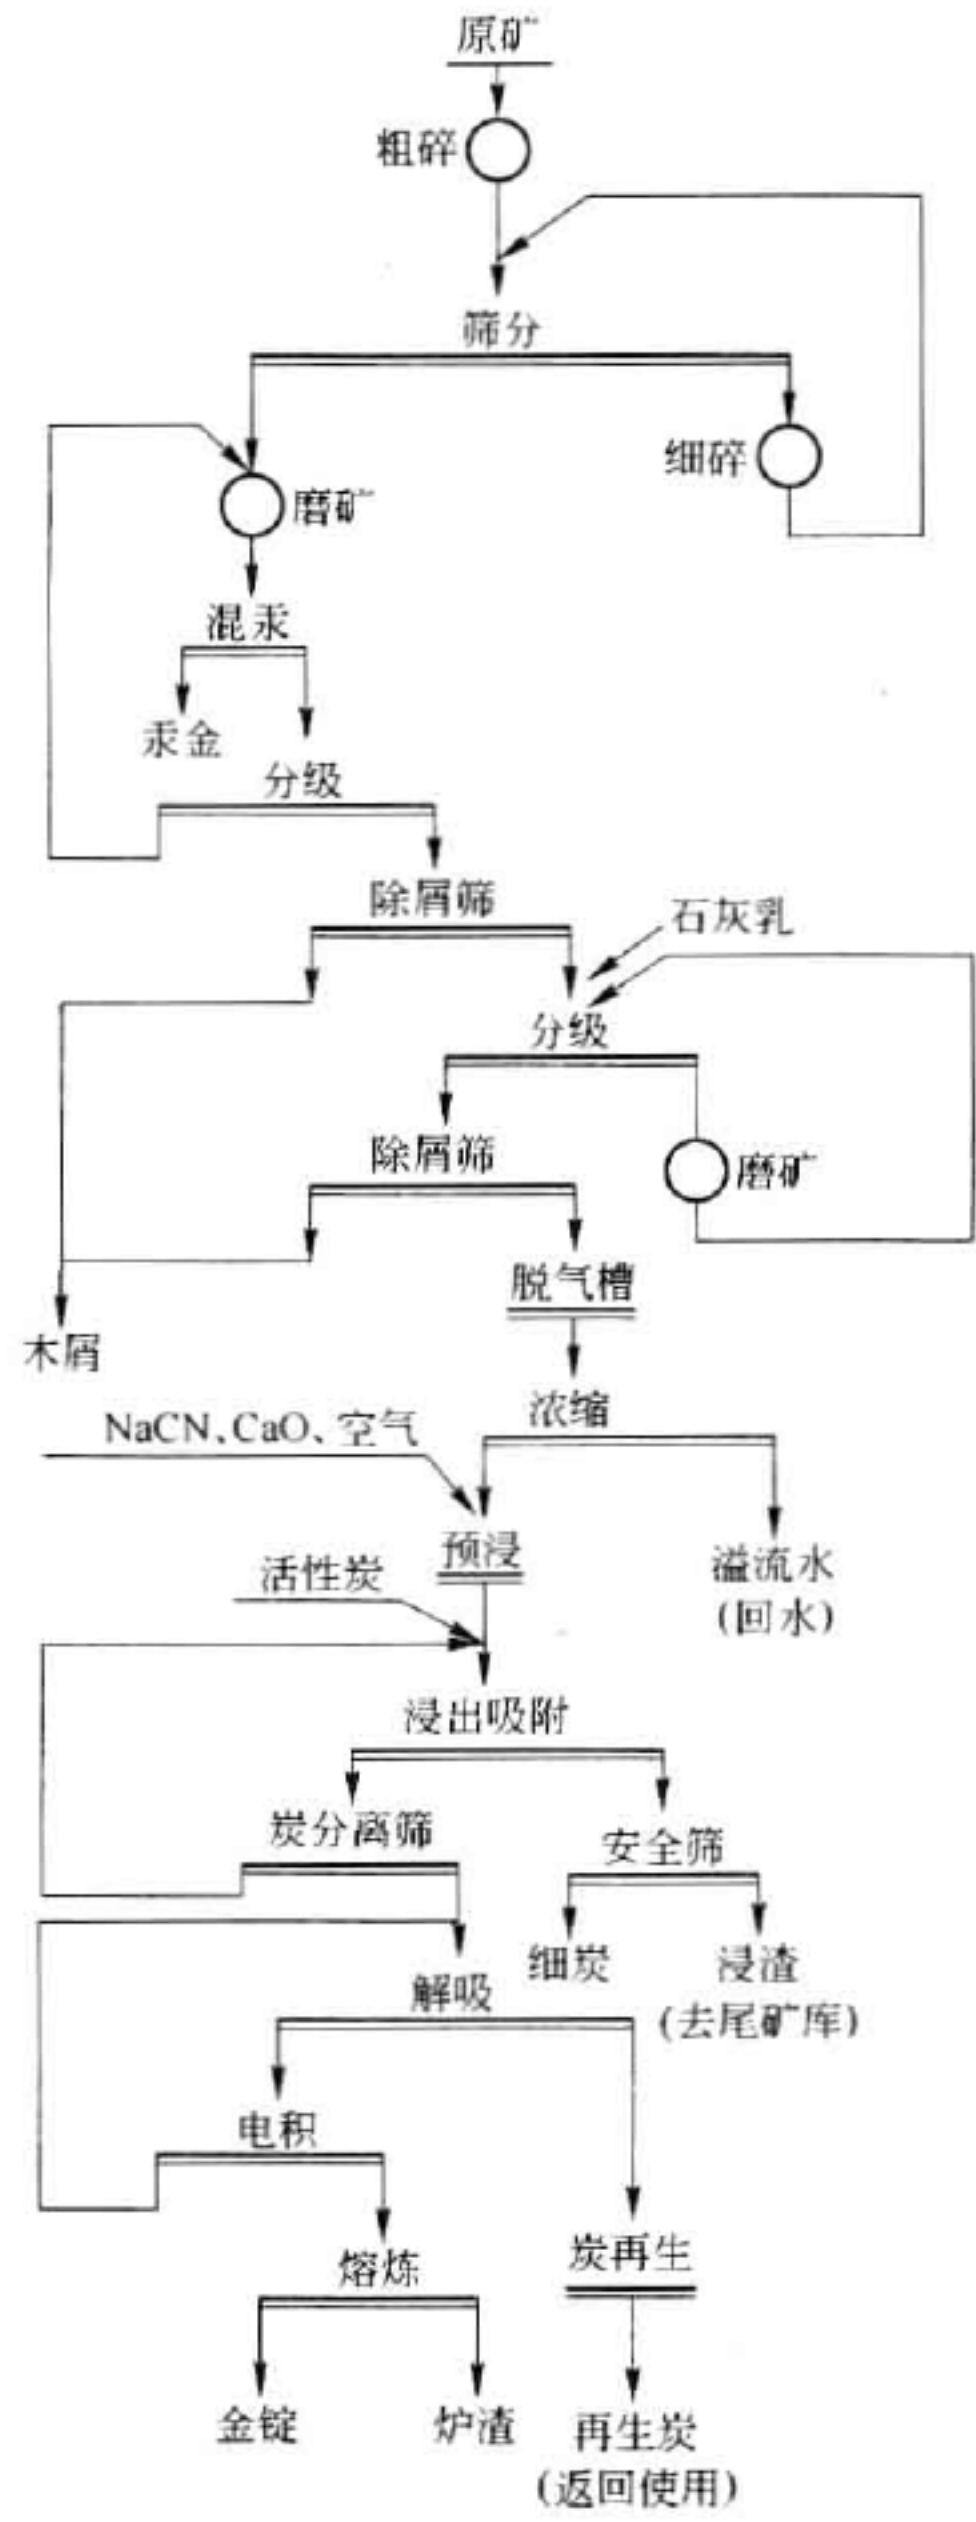 原矿
粗碎
筛分
细碎
磨矿
混汞
汞金
分级
除屑筛
石灰乳
分级
除屑筛
磨矿
脱气槽
木屑
浓缩
NaCN、CaO、空气
预浸
溢流水
(回水)
活性炭
浸出吸附
炭分离筛
安全筛
细炭
浸渣
(去尾矿库)
解吸
电积
炭再生
熔炼
金锭
炉渣
再生炭
(返回使用)